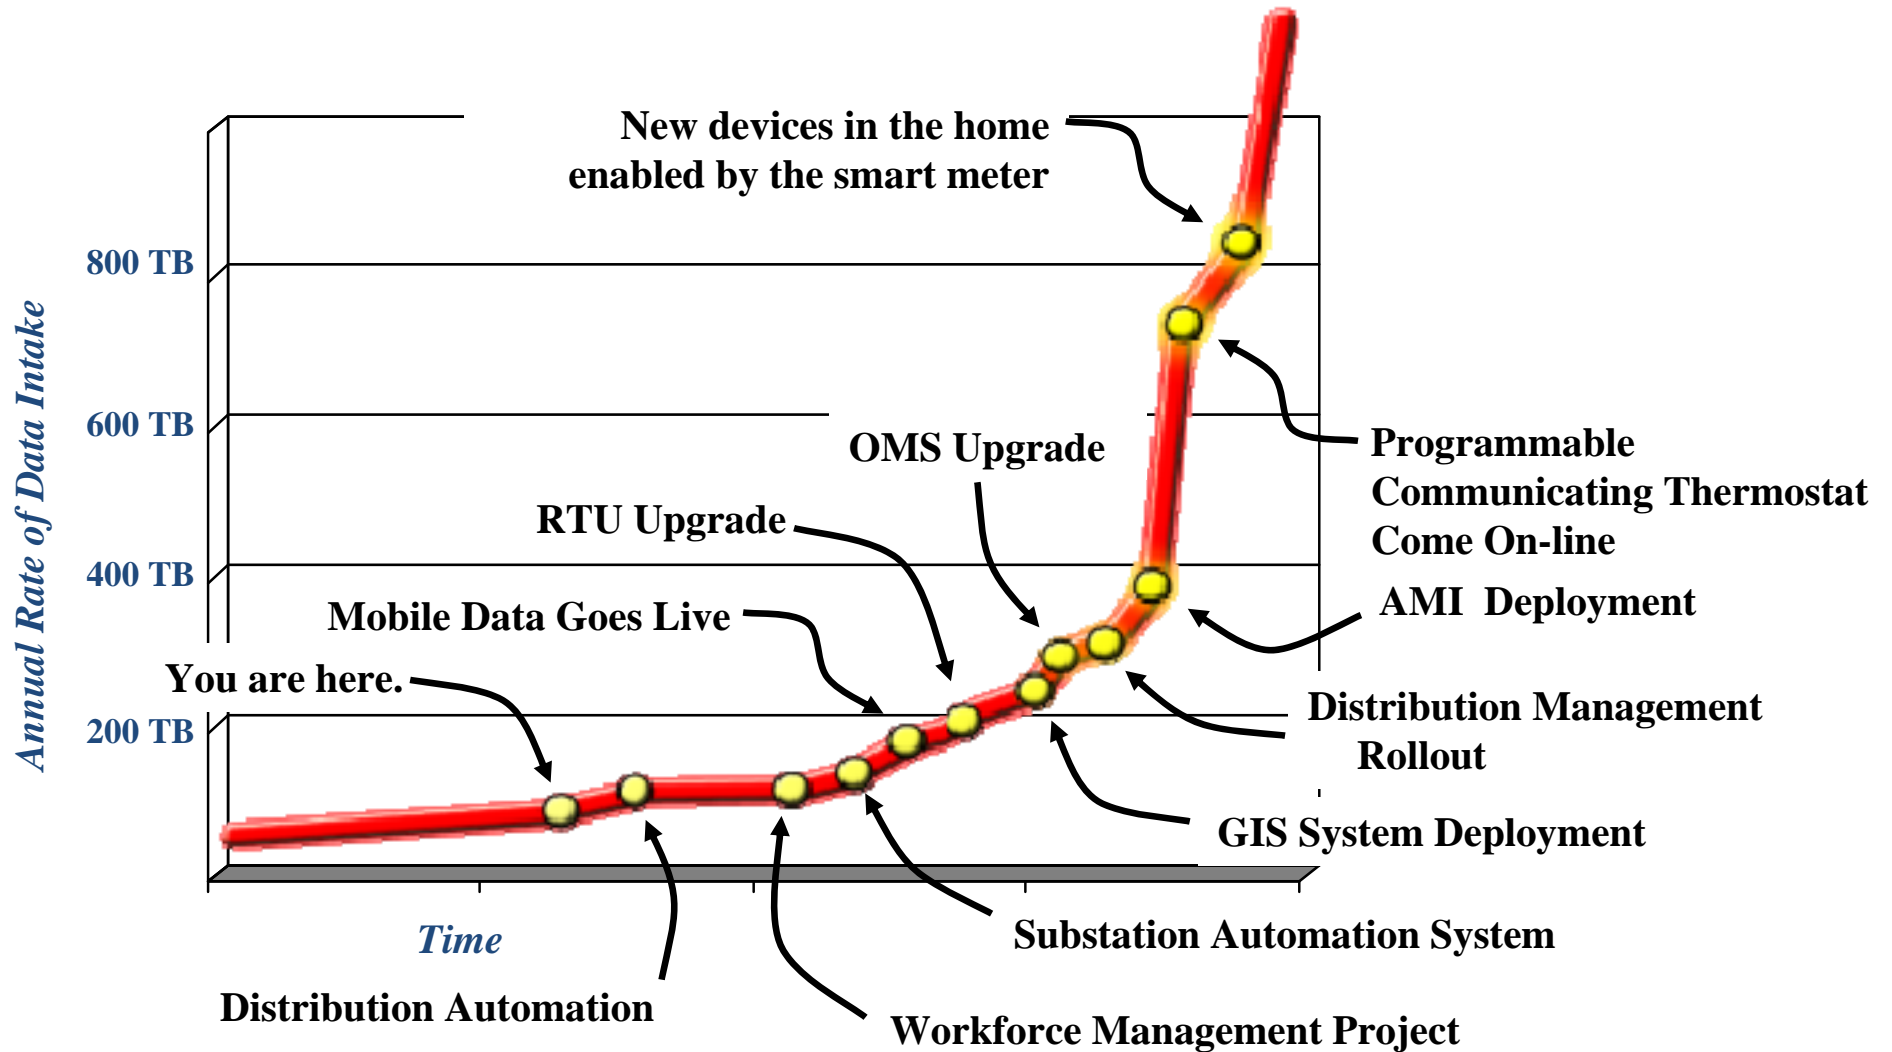 New devices in the home
enabled by the smart meter
800 TB
600 TB
400 TB
200 TB
Annual Rate of Data Intake
OMS Upgrade
Programmable
Communicating Thermostat
Come On-line
RTU Upgrade
AMI  Deployment
Mobile Data Goes Live
You are here.
Distribution Management
Rollout
GIS System Deployment
Substation Automation System
Time
Distribution Automation
Workforce Management Project